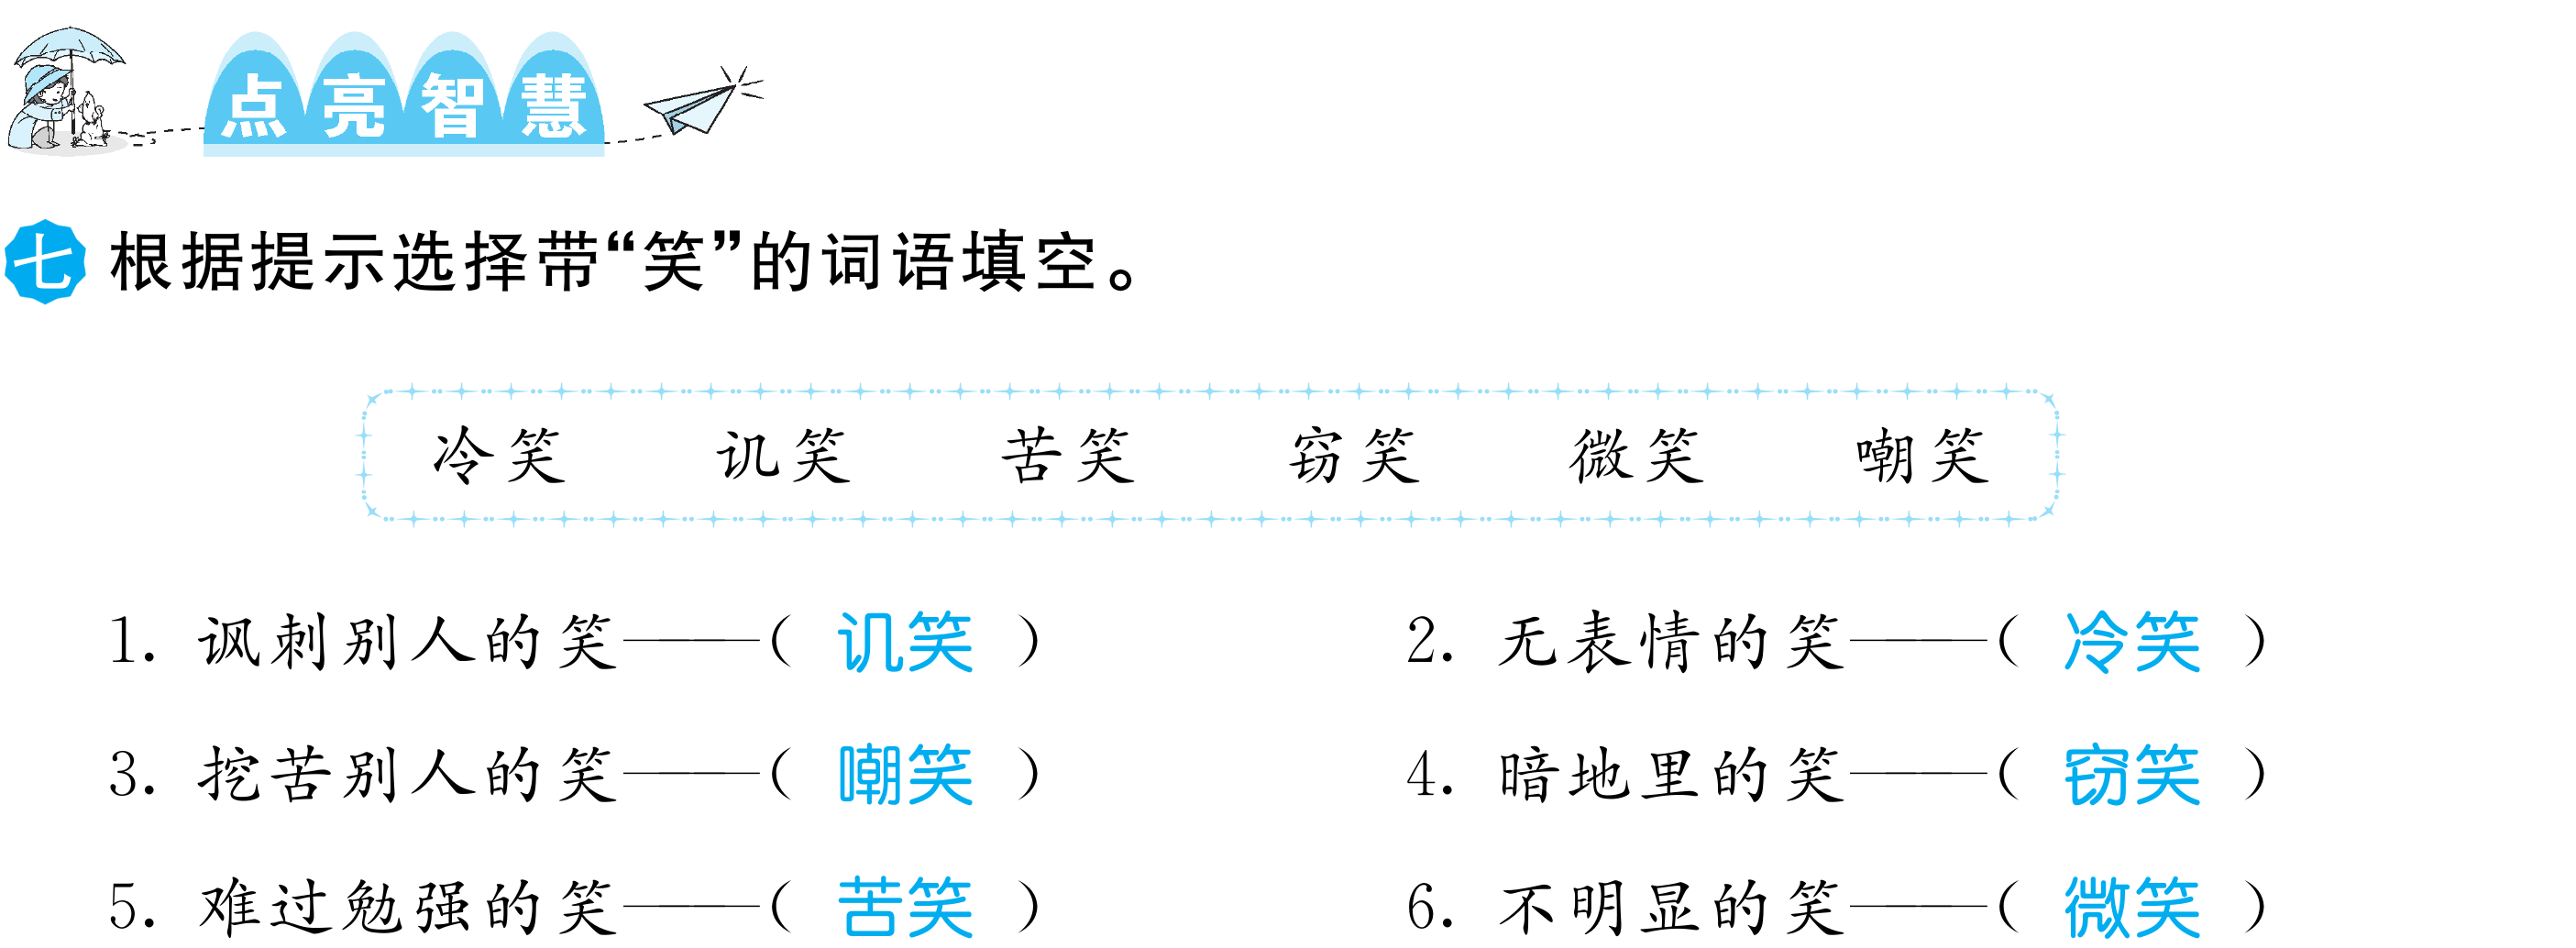 点亮智慧
七 根据提示选择带“笑”的词语填空。
冷笑 讥笑 苦笑 窃笑 微笑 嘲笑
1. 讽刺别人的笑——( 讥笑 ) 2. 无表情的笑——( 冷笑 )
3. 挖苦别人的笑——( 嘲笑 ) 4. 暗地里的笑——( 窃笑 )
5. 难过勉强的笑——( 苦笑 ) 6. 不明显的笑——( 微笑 )